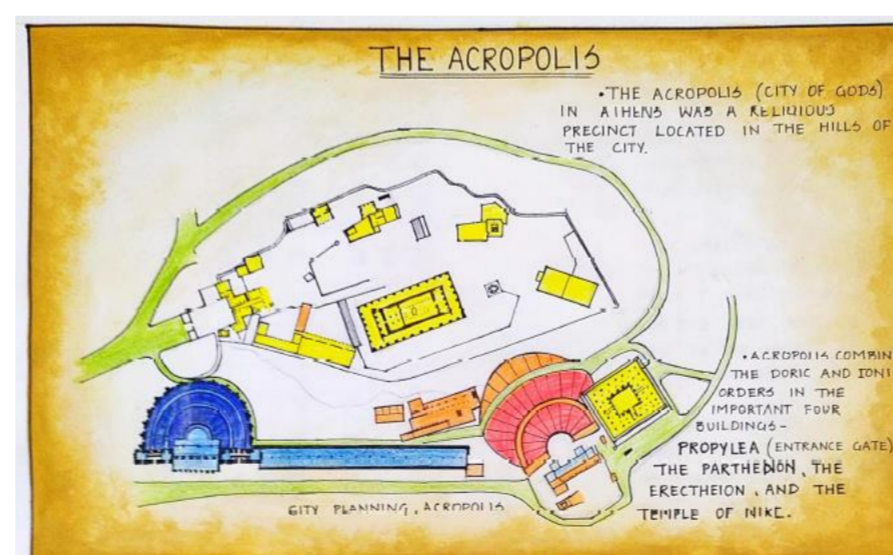 THE ACROPOLIS
•THE ACROPOLIS (CITY OF GODS)
IN ATHENS WAS A RELIGIOUS
PRECINCT LOCATED IN THE HILLS OF
THE CITY.
•ACROPOLIS COMBIN
THE DORIC AND IONI
ORDERS IN THE
IMPORTANT FOUR
BUILDINGS-
PROPYLEA (ENTRANCE GATE)
THE PARTHENON, THE
ERECTHEION, AND THE
TEMPLE OF NIKE.
CITY PLANNING, ACROPOLIS